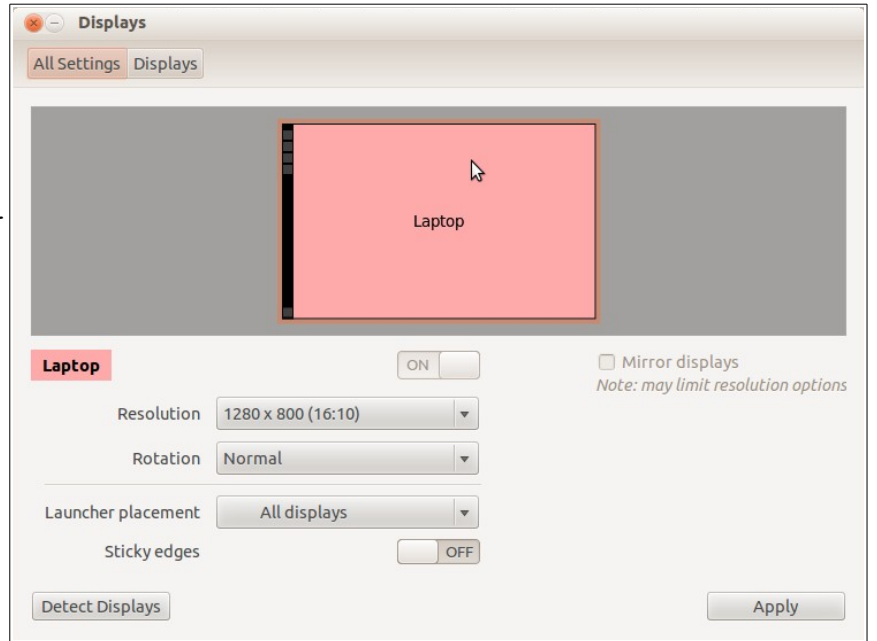 Displays
All Settings Displays
Laptop
Laptop ON Mirror displays
Note: may limit resolution options
Resolution 1280 x 800 (16:10)
Rotation Normal
Launcher placement All displays
Sticky edges OFF
Detect Displays Apply